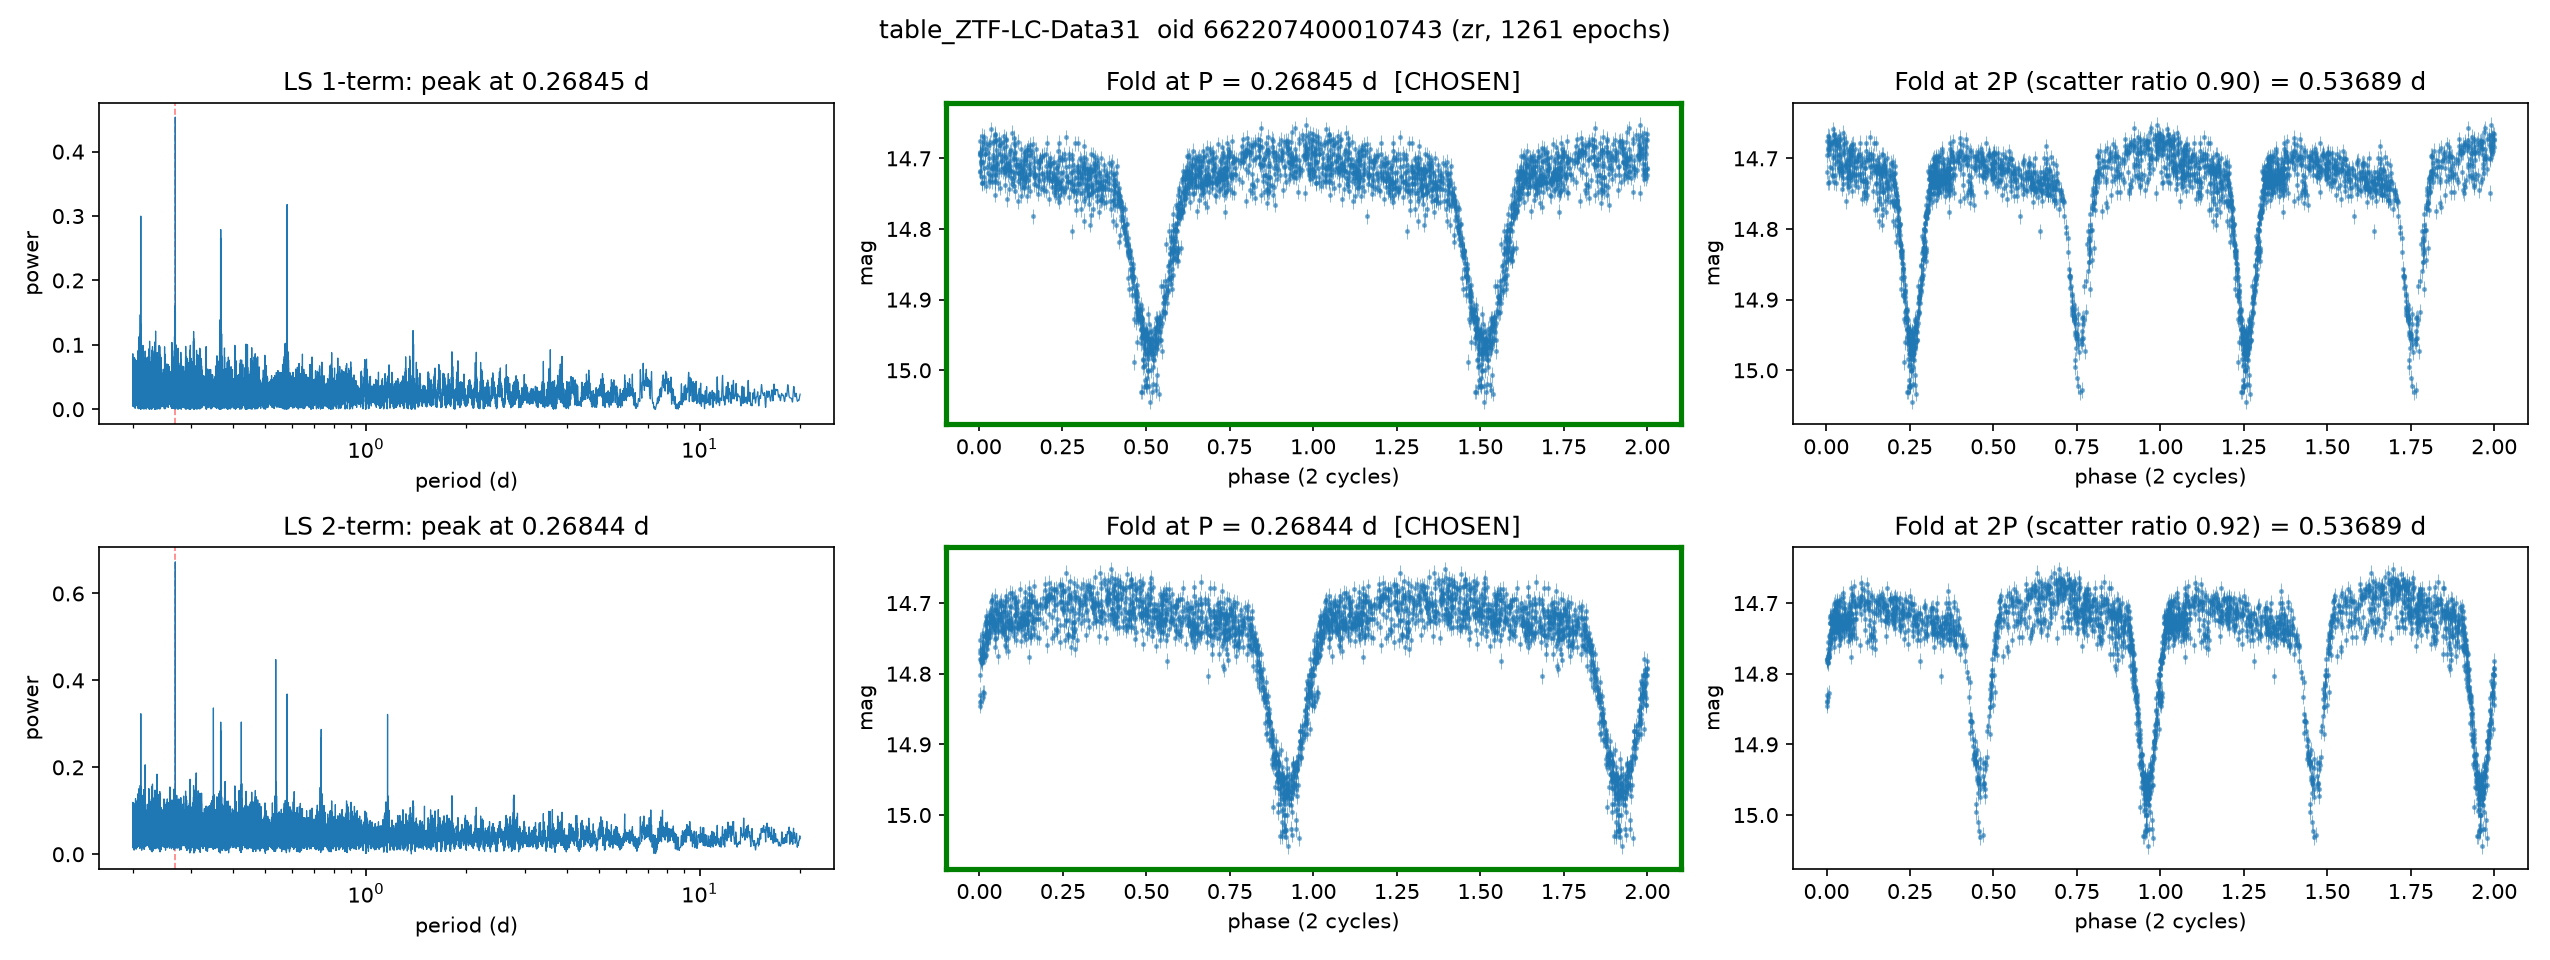 table_ZTF-LC-Data31  oid 662207400010743 (zr, 1261 epochs)
LS 1-term: peak at 0.26845 d
power
0.4
0.3
0.2
0.1
0.0
10⁰
10¹
period (d)
Fold at P = 0.26845 d  [CHOSEN]
mag
14.7
14.8
14.9
15.0
0.00 0.25 0.50 0.75 1.00 1.25 1.50 1.75 2.00
phase (2 cycles)
Fold at 2P (scatter ratio 0.90) = 0.53689 d
mag
14.7
14.8
14.9
15.0
0.00 0.25 0.50 0.75 1.00 1.25 1.50 1.75 2.00
phase (2 cycles)
LS 2-term: peak at 0.26844 d
power
0.6
0.4
0.2
0.0
10⁰
10¹
period (d)
Fold at P = 0.26844 d  [CHOSEN]
mag
14.7
14.8
14.9
15.0
0.00 0.25 0.50 0.75 1.00 1.25 1.50 1.75 2.00
phase (2 cycles)
Fold at 2P (scatter ratio 0.92) = 0.53689 d
mag
14.7
14.8
14.9
15.0
0.00 0.25 0.50 0.75 1.00 1.25 1.50 1.75 2.00
phase (2 cycles)